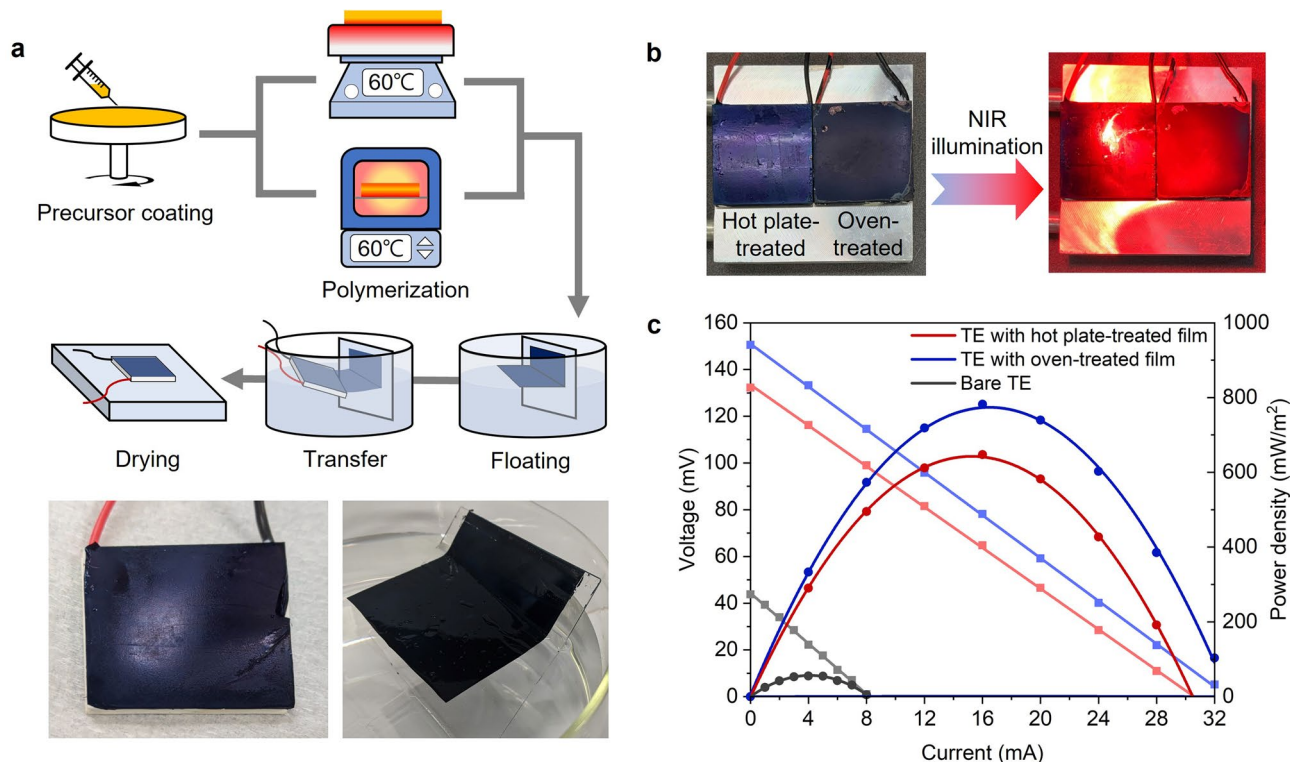 a
60℃
Precursor coating
60℃
Polymerization
Drying
Transfer
Floating
b
Hot plate-
treated
Oven-
treated
NIR
illumination
c
TE with hot plate-treated film
TE with oven-treated film
Bare TE
Voltage (mV)
160
140
120
100
80
60
40
20
0
Power density (mW/m²)
1000
800
600
400
200
0
0 4 8 12 16 20 24 28 32
Current (mA)